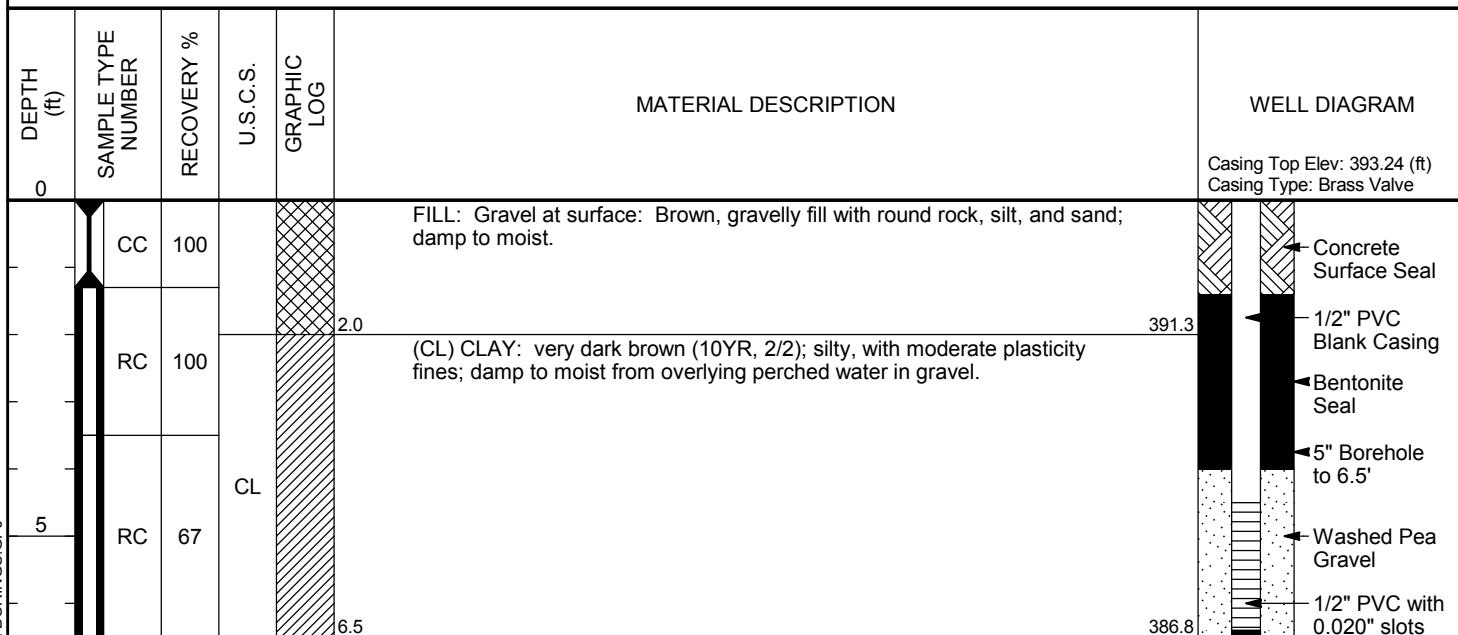 DEPTH
(ft)
SAMPLE TYPE
NUMBER
RECOVERY %
U.S.C.S.
GRAPHIC
LOG
MATERIAL DESCRIPTION
WELL DIAGRAM
Casing Top Elev: 393.24 (ft)
Casing Type: Brass Valve
0
CC 100
FILL: Gravel at surface: Brown, gravelly fill with round rock, silt, and sand;
damp to moist.
Concrete
Surface Seal
2.0
391.3
RC 100
(CL) CLAY: very dark brown (10YR, 2/2); silty, with moderate plasticity
fines; damp to moist from overlying perched water in gravel.
1/2" PVC
Blank Casing
Bentonite
Seal
5" Borehole
to 6.5'
CL
5
RC 67
Washed Pea
Gravel
1/2" PVC with
0.020" slots
6.5
386.8